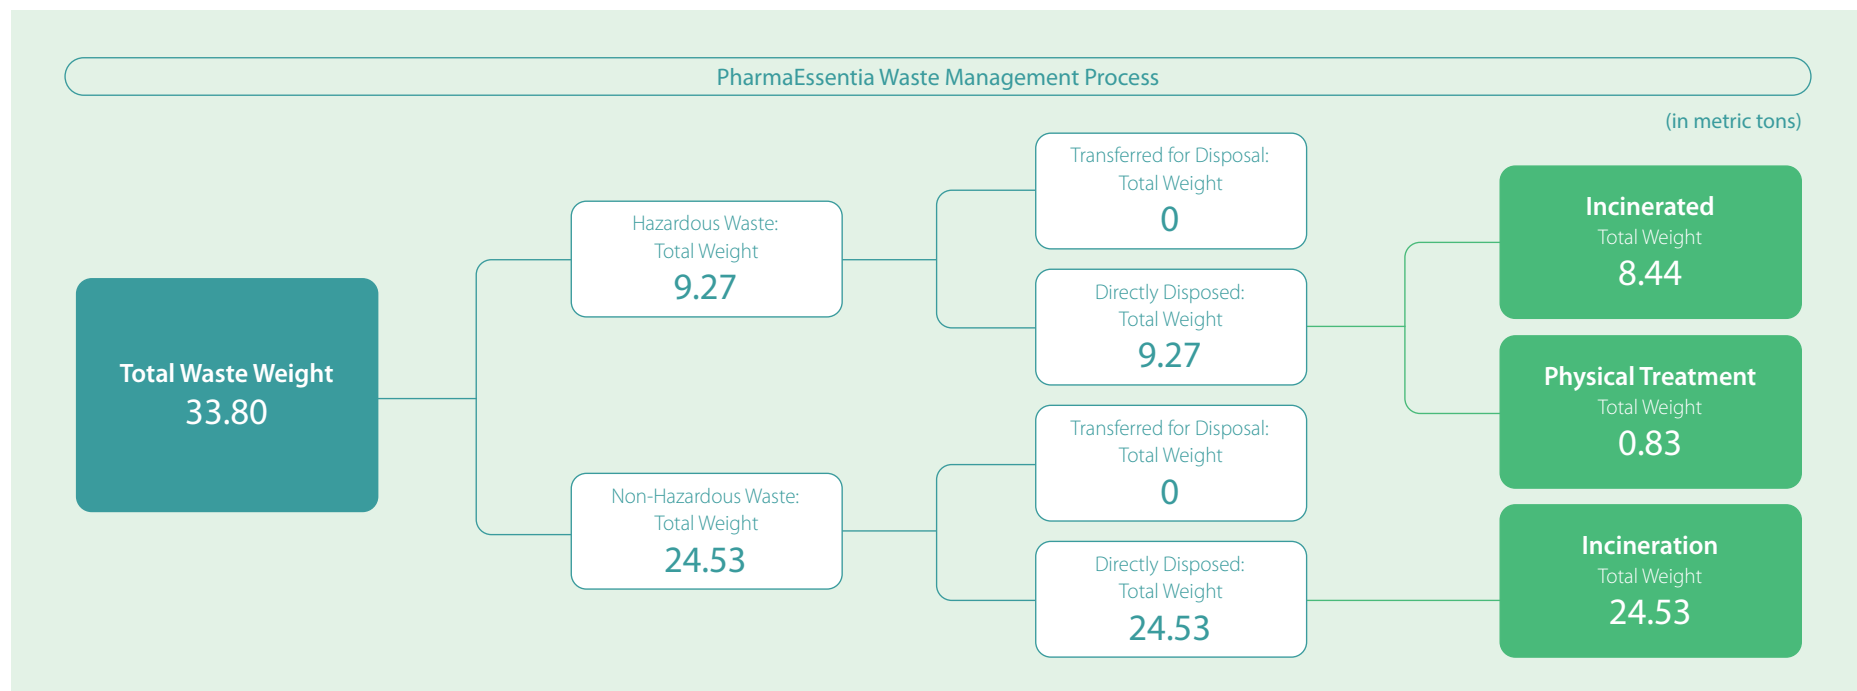 PharmaEssentia Waste Management Process
(in metric tons)
Total Waste Weight
33.80
Hazardous Waste:
Total Weight
9.27
Non-Hazardous Waste:
Total Weight
24.53
Transferred for Disposal:
Total Weight
0
Directly Disposed:
Total Weight
9.27
Transferred for Disposal:
Total Weight
0
Directly Disposed:
Total Weight
24.53
Incinerated
Total Weight
8.44
Physical Treatment
Total Weight
0.83
Incineration
Total Weight
24.53